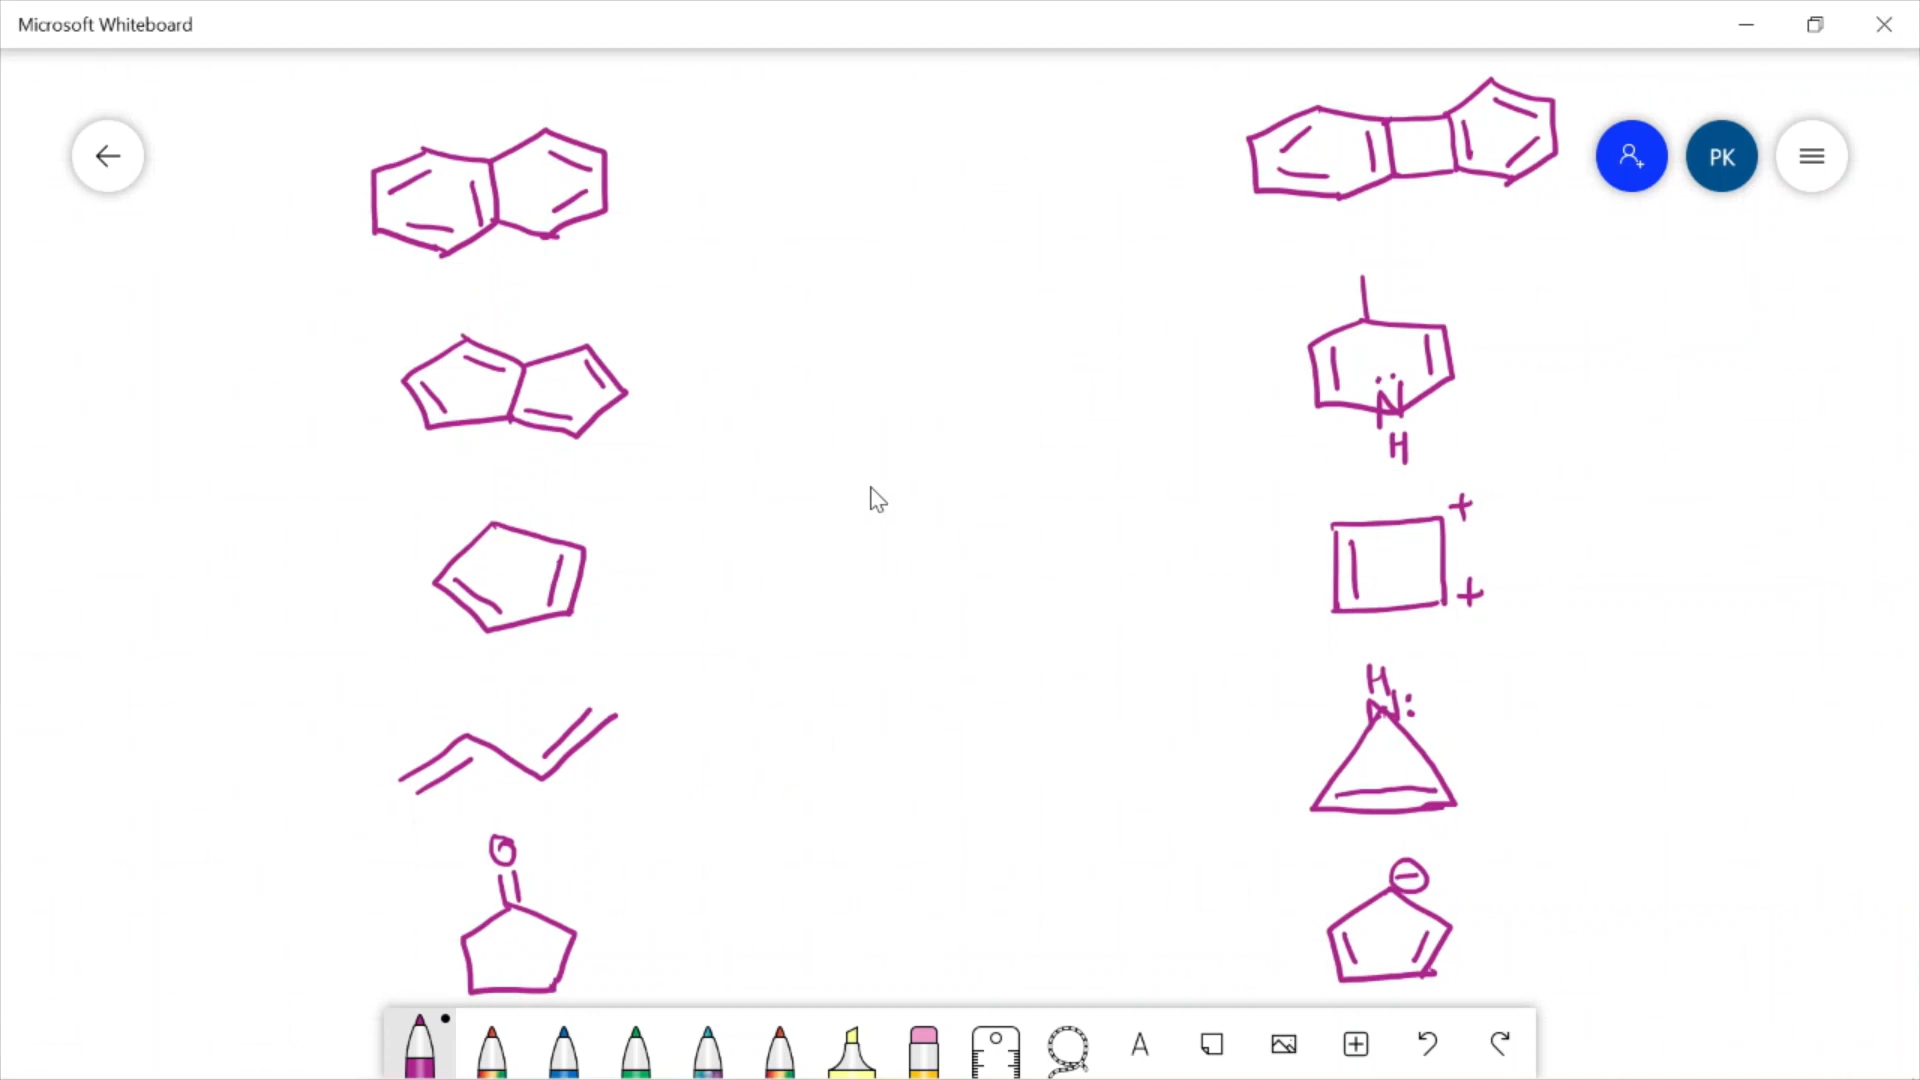 Microsoft Whiteboard
PK
N
H
+
+
H
N:
O
A